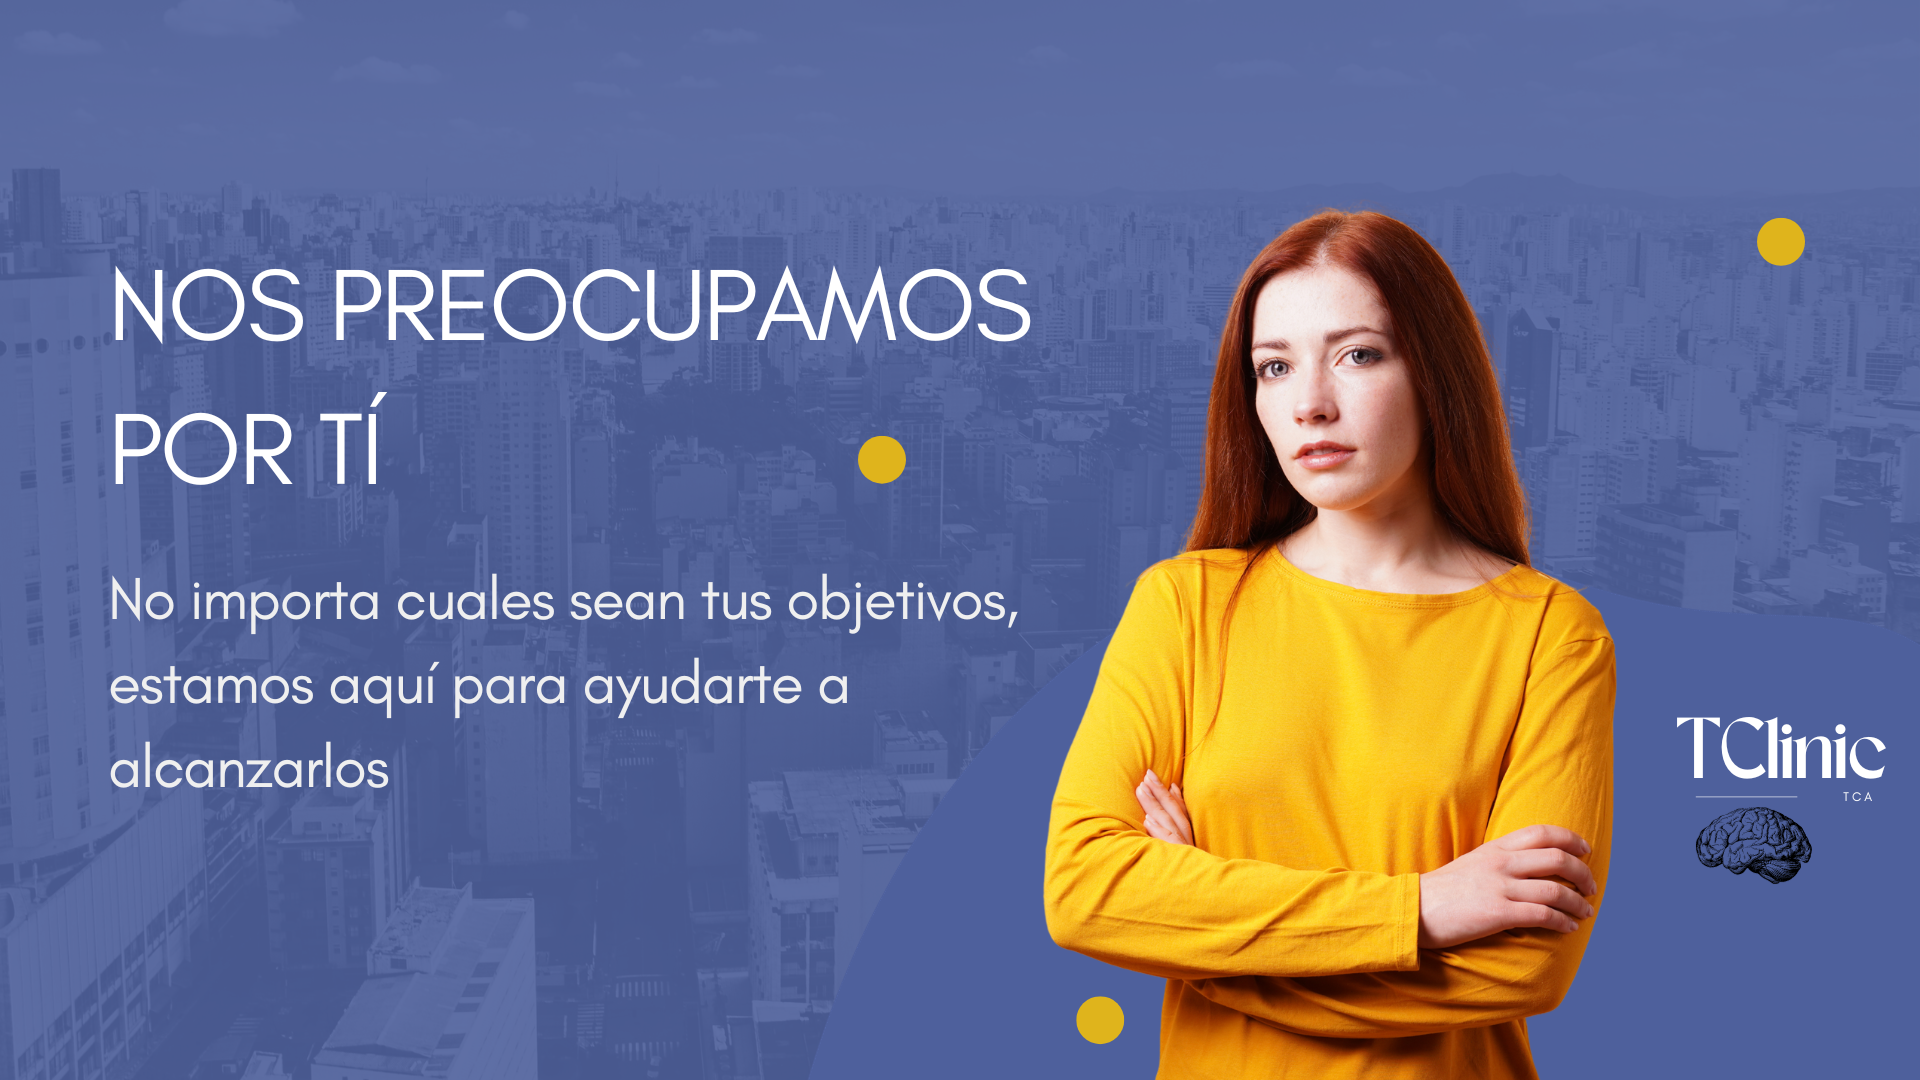 NOS PREOCUPAMOS
POR TÍ
No importa cuales sean tus objetivos,
estamos aquí para ayudarte a
alcanzarlos
TClinic
TCA